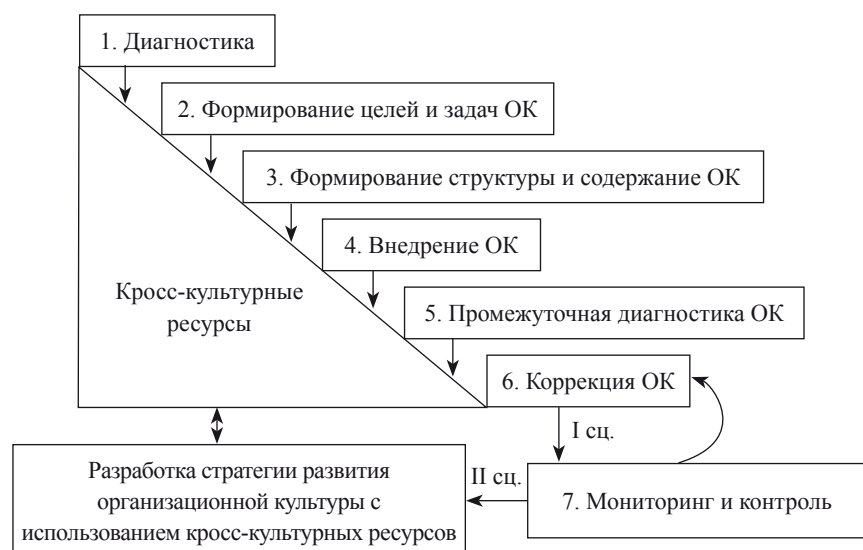 1. Диагностика
2. Формирование целей и задач ОК
3. Формирование структуры и содержание ОК
4. Внедрение ОК
Кросс-культурные
ресурсы
5. Промежуточная диагностика ОК
6. Коррекция ОК
I сц.
Разработка стратегии развития
организационной культуры с
использованием кросс-культурных ресурсов
II сц.
7. Мониторинг и контроль